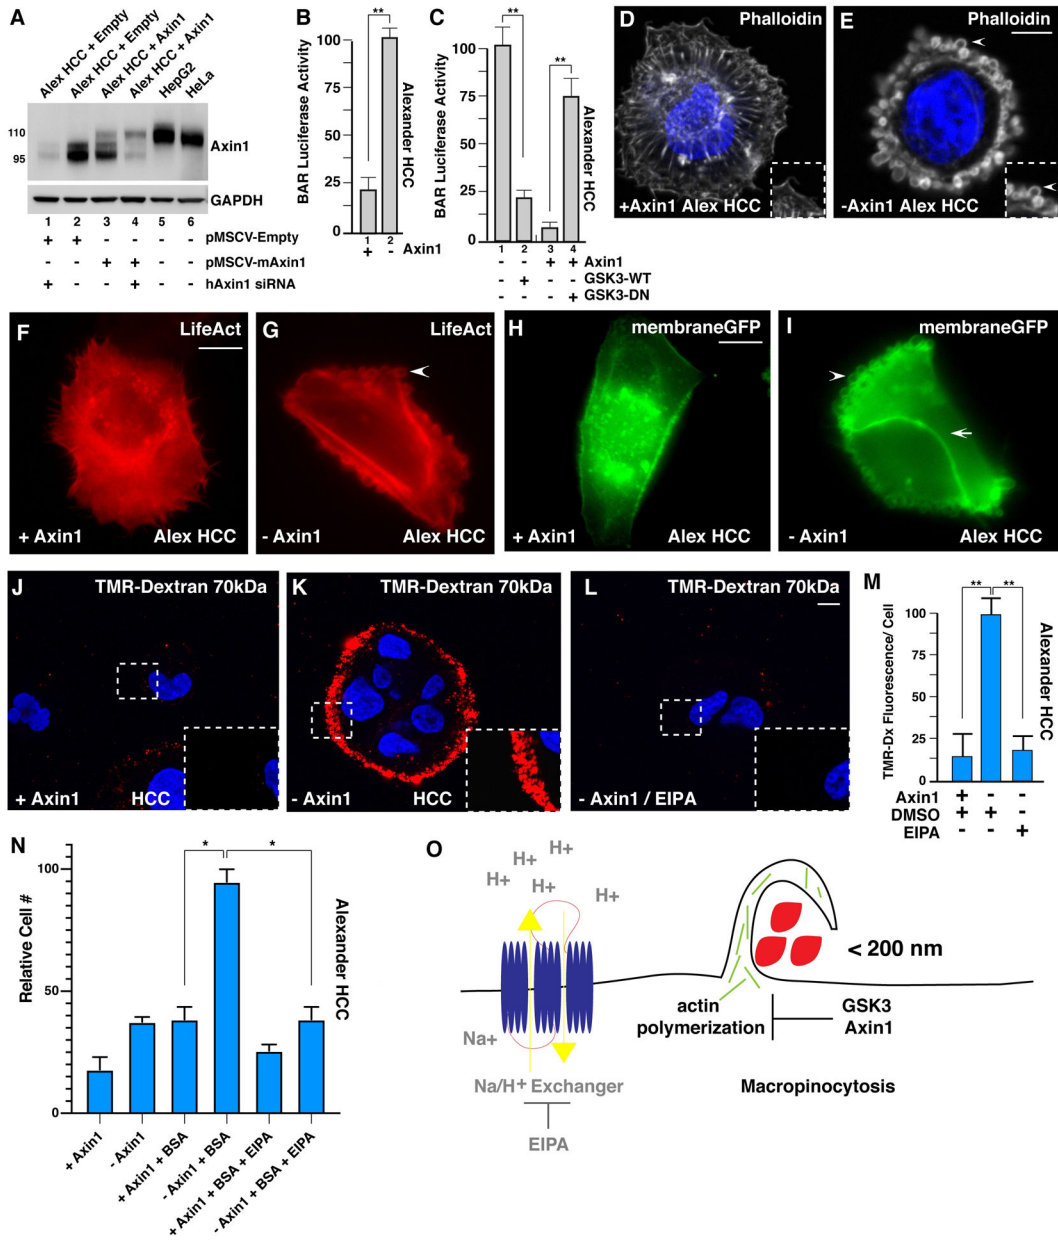 A
Alex HCC + Empty
Alex HCC + Empty
Alex HCC + Axin1
Alex HCC + Axin1
HepG2
HeLa
110
95
Axin1
GAPDH
1 2 3 4 5 6
+ + - - - - pMSCV-Empty
- - + + - - pMSCV-mAxin1
+ - - + - - hAxin1 siRNA
B
**
BAR Luciferase Activity
100
75
50
25
0
Alexander HCC
1 2
+ - Axin1
C
**
**
BAR Luciferase Activity
100
75
50
25
0
Alexander HCC
1 2 3 4
- - + + Axin1
- + - - GSK3-WT
- - - + GSK3-DN
D
Phalloidin
+Axin1 Alex HCC
E
Phalloidin
-Axin1 Alex HCC
F
LifeAct
+ Axin1 Alex HCC
G
LifeAct
- Axin1 Alex HCC
H
membraneGFP
+ Axin1 Alex HCC
I
membraneGFP
- Axin1 Alex HCC
J
TMR-Dextran 70kDa
+ Axin1 HCC
K
TMR-Dextran 70kDa
- Axin1 HCC
L
TMR-Dextran 70kDa
- Axin1 / EIPA
M
** **
TMR-Dx Fluorescence/ Cell
100
75
50
25
0
Alexander HCC
Axin1 + - -
DMSO + + -
EIPA - - +
N
* *
Relative Cell #
100
50
0
Alexander HCC
+ Axin1
- Axin1
+ Axin1 + BSA
- Axin1 + BSA
+ Axin1 + BSA + EIPA
- Axin1 + BSA + EIPA
O
H+
H+
H+
H+
H+
Na+
Na/H+ Exchanger
EIPA
< 200 nm
actin
polymerization
GSK3
Axin1
Macropinocytosis